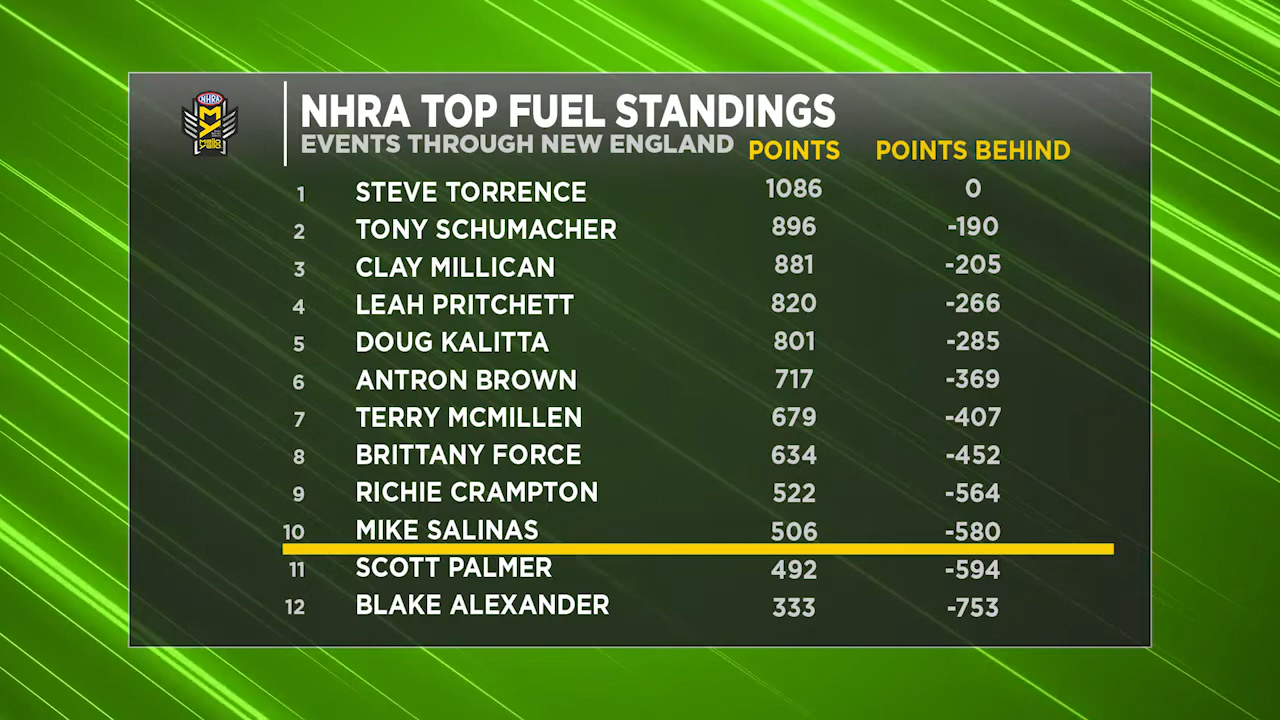 NHRA
NHRA TOP FUEL STANDINGS
EVENTS THROUGH NEW ENGLAND POINTS POINTS BEHIND
1 STEVE TORRENCE 1086 0
2 TONY SCHUMACHER 896 -190
3 CLAY MILLICAN 881 -205
4 LEAH PRITCHETT 820 -266
5 DOUG KALITTA 801 -285
6 ANTRON BROWN 717 -369
7 TERRY MCMILLEN 679 -407
8 BRITTANY FORCE 634 -452
9 RICHIE CRAMPTON 522 -564
10 MIKE SALINAS 506 -580
11 SCOTT PALMER 492 -594
12 BLAKE ALEXANDER 333 -753